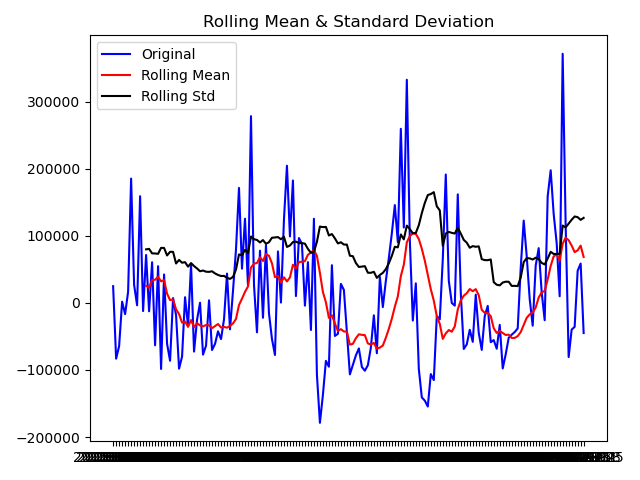 Rolling Mean & Standard Deviation
Original
Rolling Mean
Rolling Std
300000
200000
100000
0
−100000
−200000